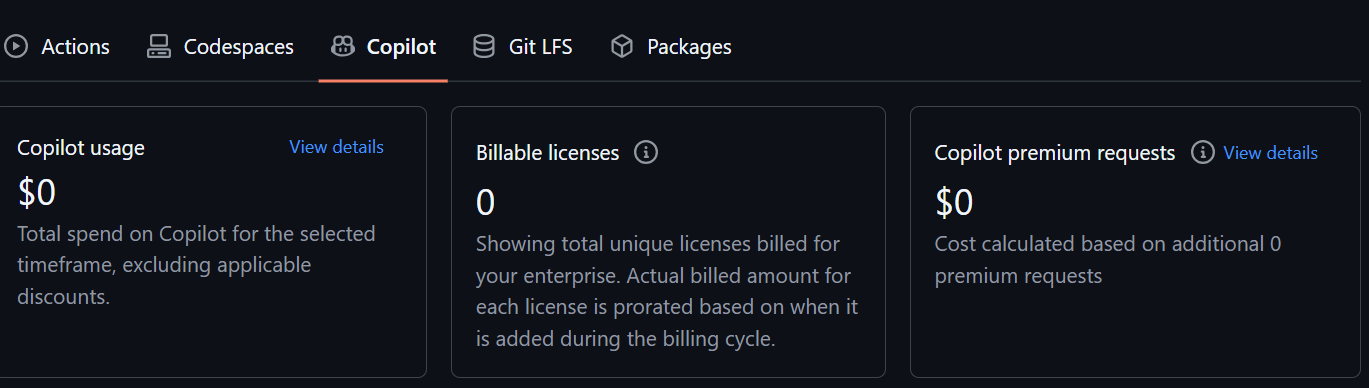 Actions
Codespaces
Copilot
Git LFS
Packages
Copilot usage
View details
$0
Total spend on Copilot for the selected
timeframe, excluding applicable
discounts.
Billable licenses
0
Showing total unique licenses billed for
your enterprise. Actual billed amount for
each license is prorated based on when it
is added during the billing cycle.
Copilot premium requests
View details
$0
Cost calculated based on additional 0
premium requests